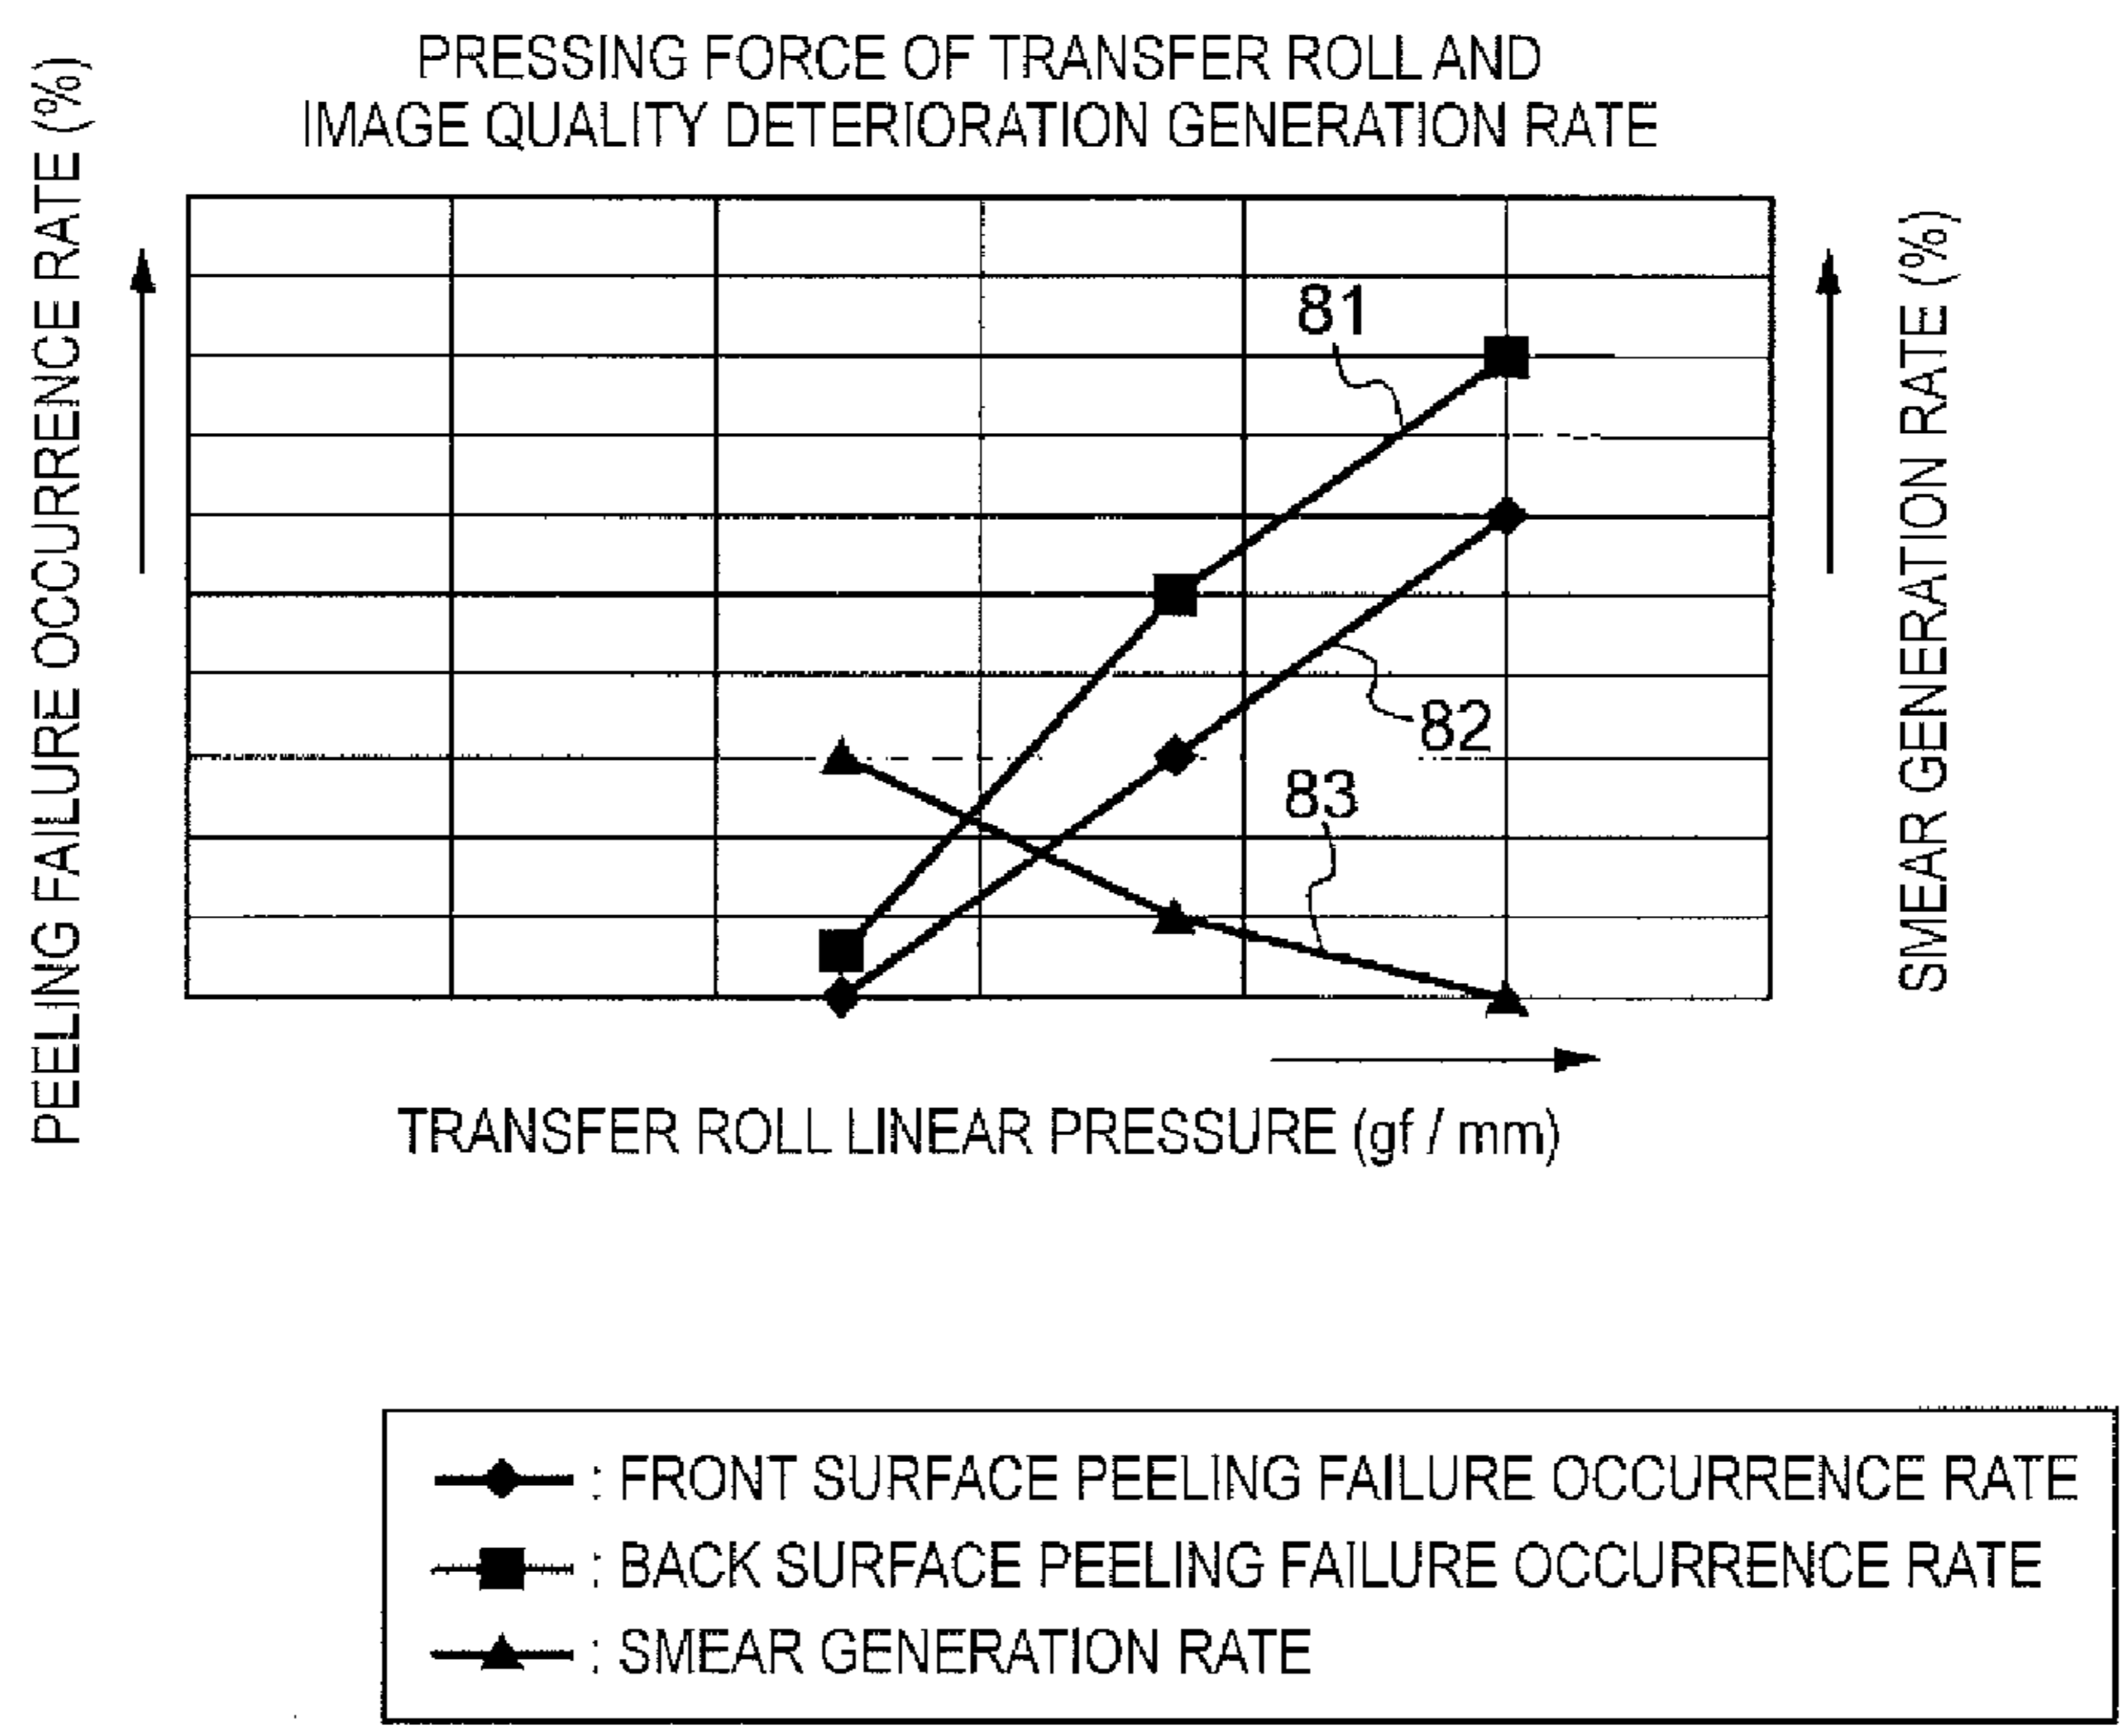 PRESSING FORCE OF TRANSFER ROLL AND
IMAGE QUALITY DETERIORATION GENERATION RATE
PEELING FAILURE OCCURRENCE RATE (%)
SMEAR GENERATION RATE (%)
81
82
83
TRANSFER ROLL LINEAR PRESSURE (gf / mm)
: FRONT SURFACE PEELING FAILURE OCCURRENCE RATE
: BACK SURFACE PEELING FAILURE OCCURRENCE RATE
: SMEAR GENERATION RATE